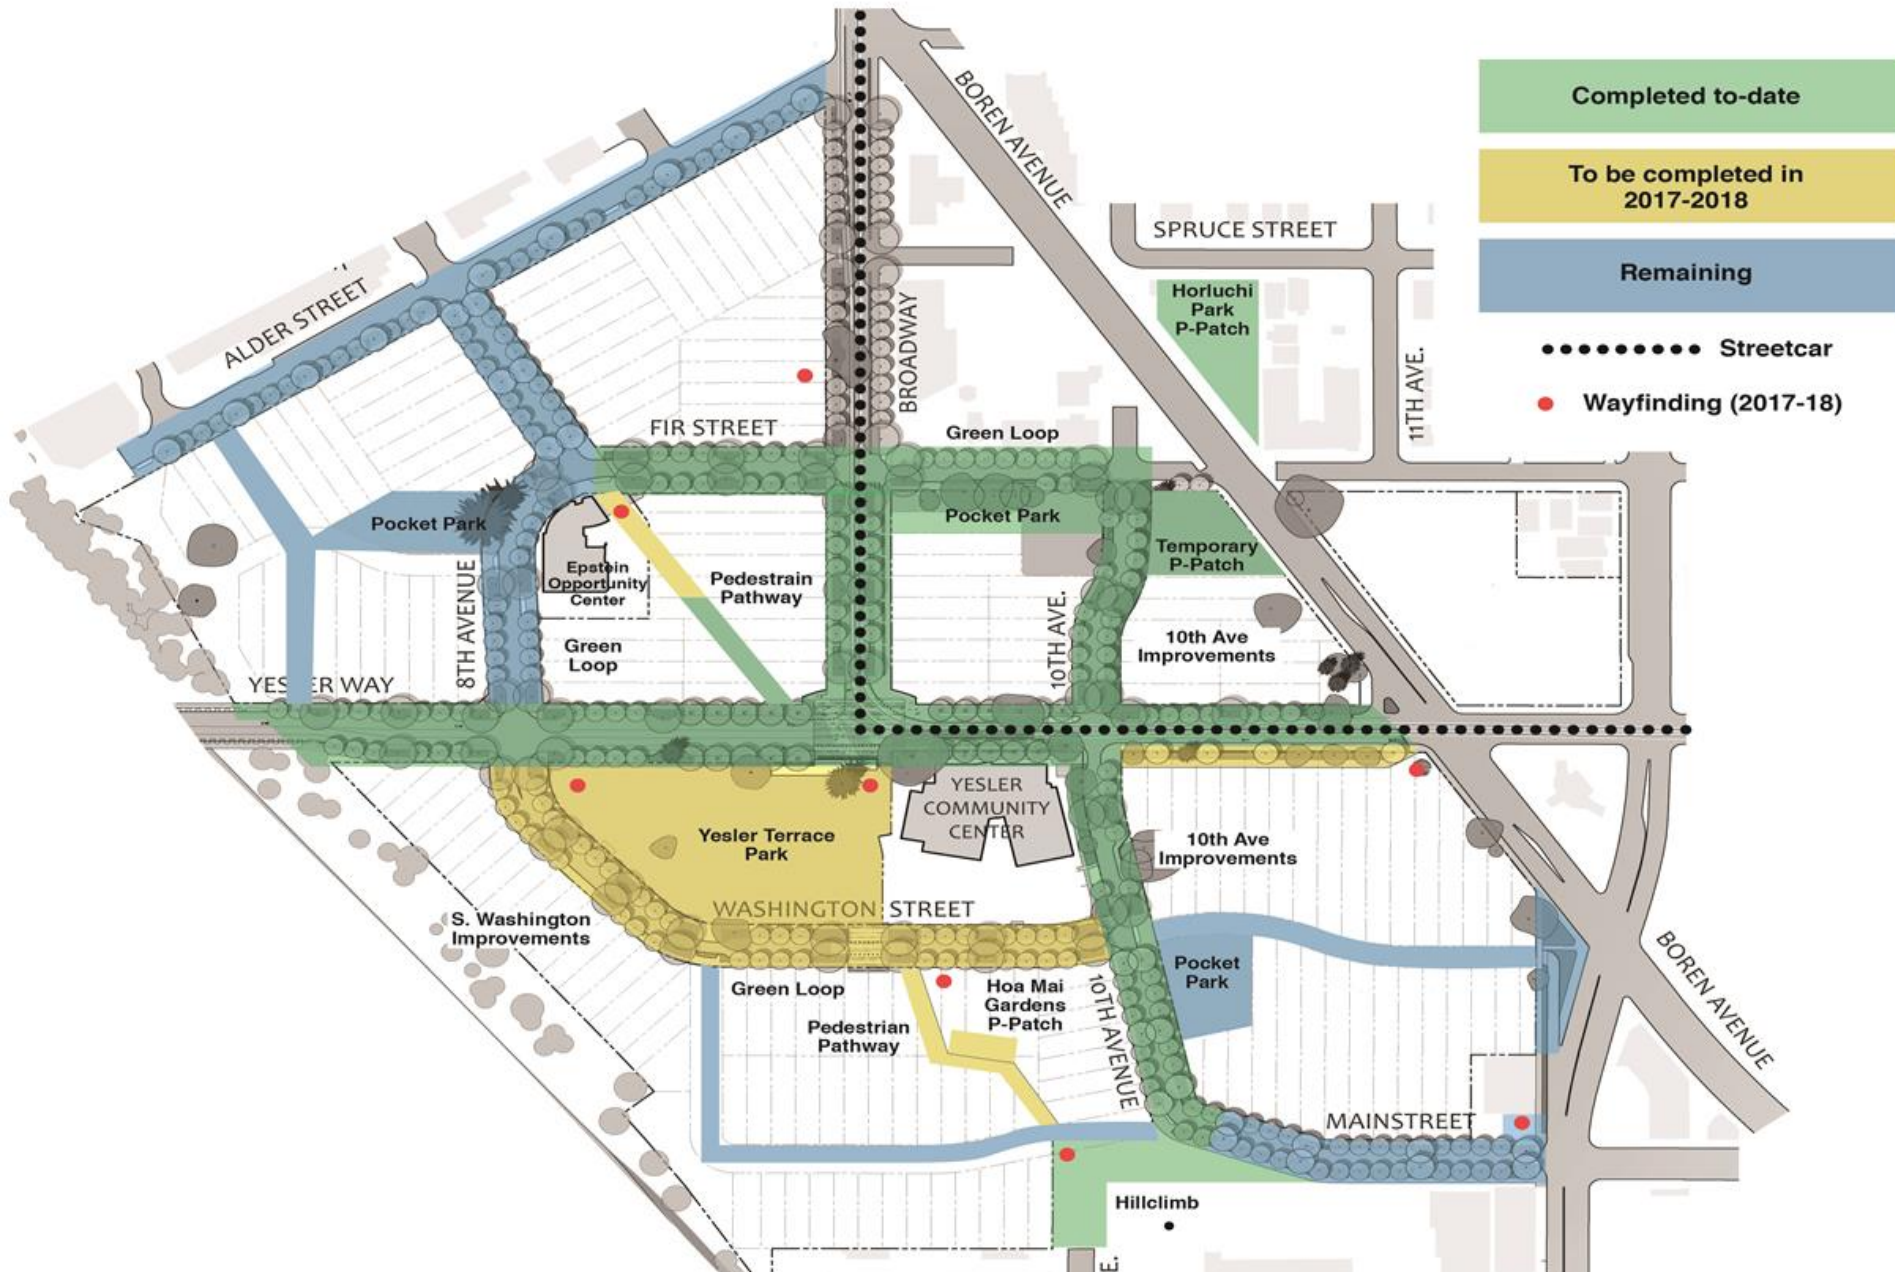 BOREN AVENUE
Completed to-date
To be completed in
2017-2018
Remaining
Streetcar
Wayfinding (2017-18)
SPRUCE STREET
Horluchi
Park
P-Patch
11TH AVE.
ALDER STREET
BROADWAY
FIR STREET
Green Loop
Pocket Park
Pocket Park
Temporary
P-Patch
Epstein
Opportunity
Center
Pedestrain
Pathway
8TH AVENUE
Green
Loop
10TH AVE.
10th Ave
Improvements
YESLER WAY
YESLER
COMMUNITY
CENTER
Yesler Terrace
Park
10th Ave
Improvements
WASHINGTON STREET
S. Washington
Improvements
Green Loop
Pedestrian
Pathway
Hoa Mai
Gardens
P-Patch
10TH AVENUE
Pocket
Park
BOREN AVENUE
MAINSTREET
Hillclimb
E.